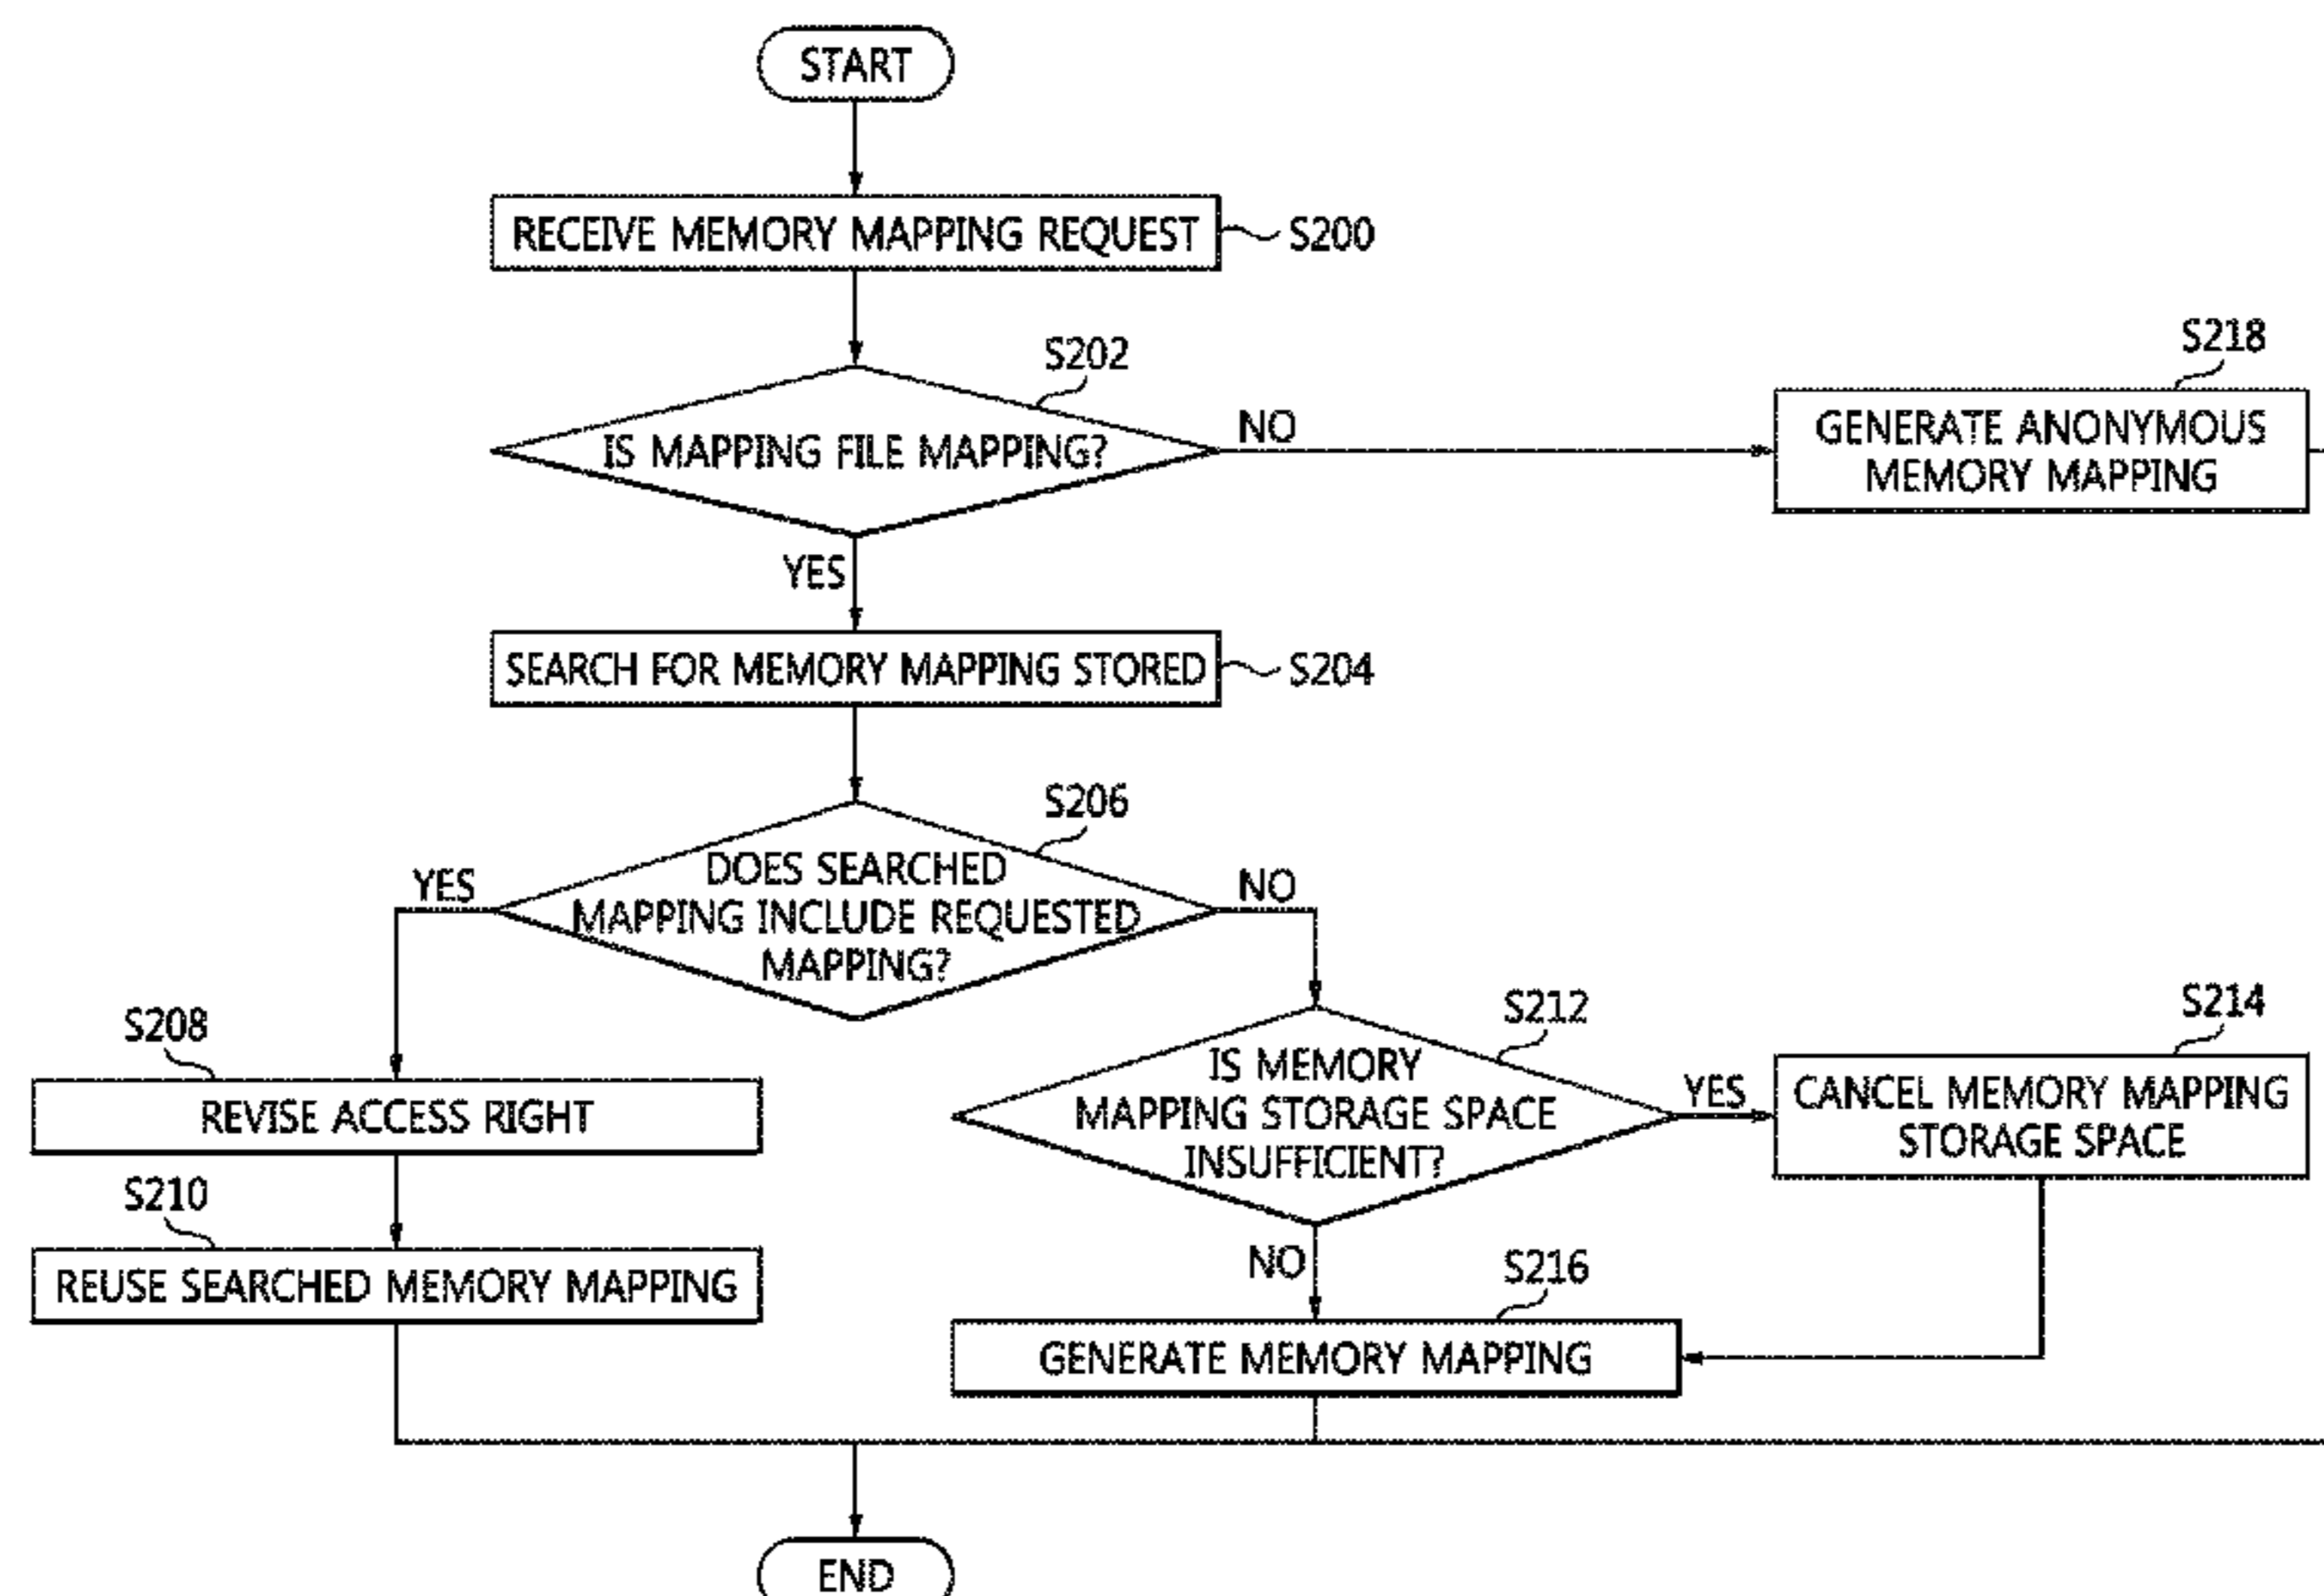 START
RECEIVE MEMORY MAPPING REQUEST
S200
S202
IS MAPPING FILE MAPPING?
NO
S218
GENERATE ANONYMOUS
MEMORY MAPPING
YES
SEARCH FOR MEMORY MAPPING STORED
S204
S206
DOES SEARCHED
MAPPING INCLUDE REQUESTED
MAPPING?
YES
NO
S208
REVISE ACCESS RIGHT
S210
REUSE SEARCHED MEMORY MAPPING
S212
IS MEMORY
MAPPING STORAGE SPACE
INSUFFICIENT?
YES
S214
CANCEL MEMORY MAPPING
STORAGE SPACE
NO
S216
GENERATE MEMORY MAPPING
END